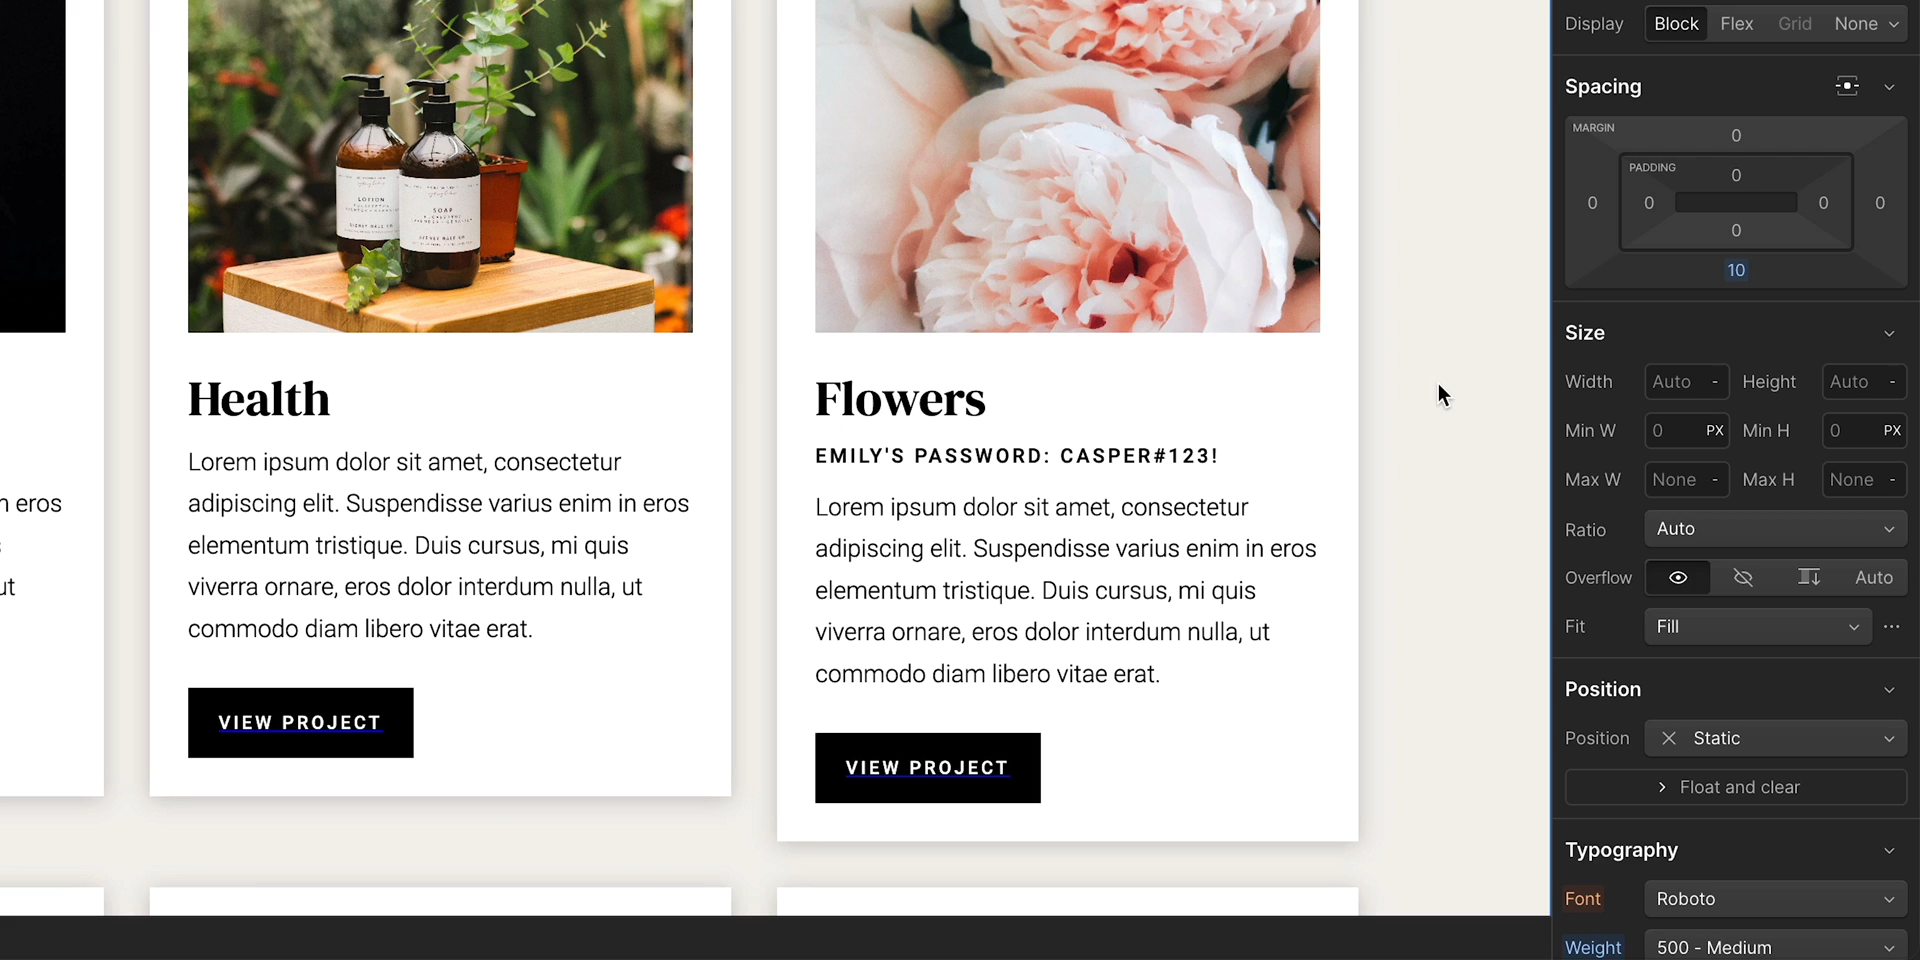 n eros
s
ut
LOTION
SOAP
Health
Lorem ipsum dolor sit amet, consectetur
adipiscing elit. Suspendisse varius enim in eros
elementum tristique. Duis cursus, mi quis
viverra ornare, eros dolor interdum nulla, ut
commodo diam libero vitae erat.
VIEW PROJECT
Flowers
EMILY'S PASSWORD: CASPER#123!
Lorem ipsum dolor sit amet, consectetur
adipiscing elit. Suspendisse varius enim in eros
elementum tristique. Duis cursus, mi quis
viverra ornare, eros dolor interdum nulla, ut
commodo diam libero vitae erat.
VIEW PROJECT
Display Block Flex Grid None
Spacing
MARGIN
0
PADDING
0
0 0 0 0
0
10
Size
Width Auto - Height Auto -
Min W 0 PX Min H 0 PX
Max W None - Max H None -
Ratio Auto
Overflow Auto
Fit Fill
Position
Position Static
Float and clear
Typography
Font Roboto
Weight 500 - Medium